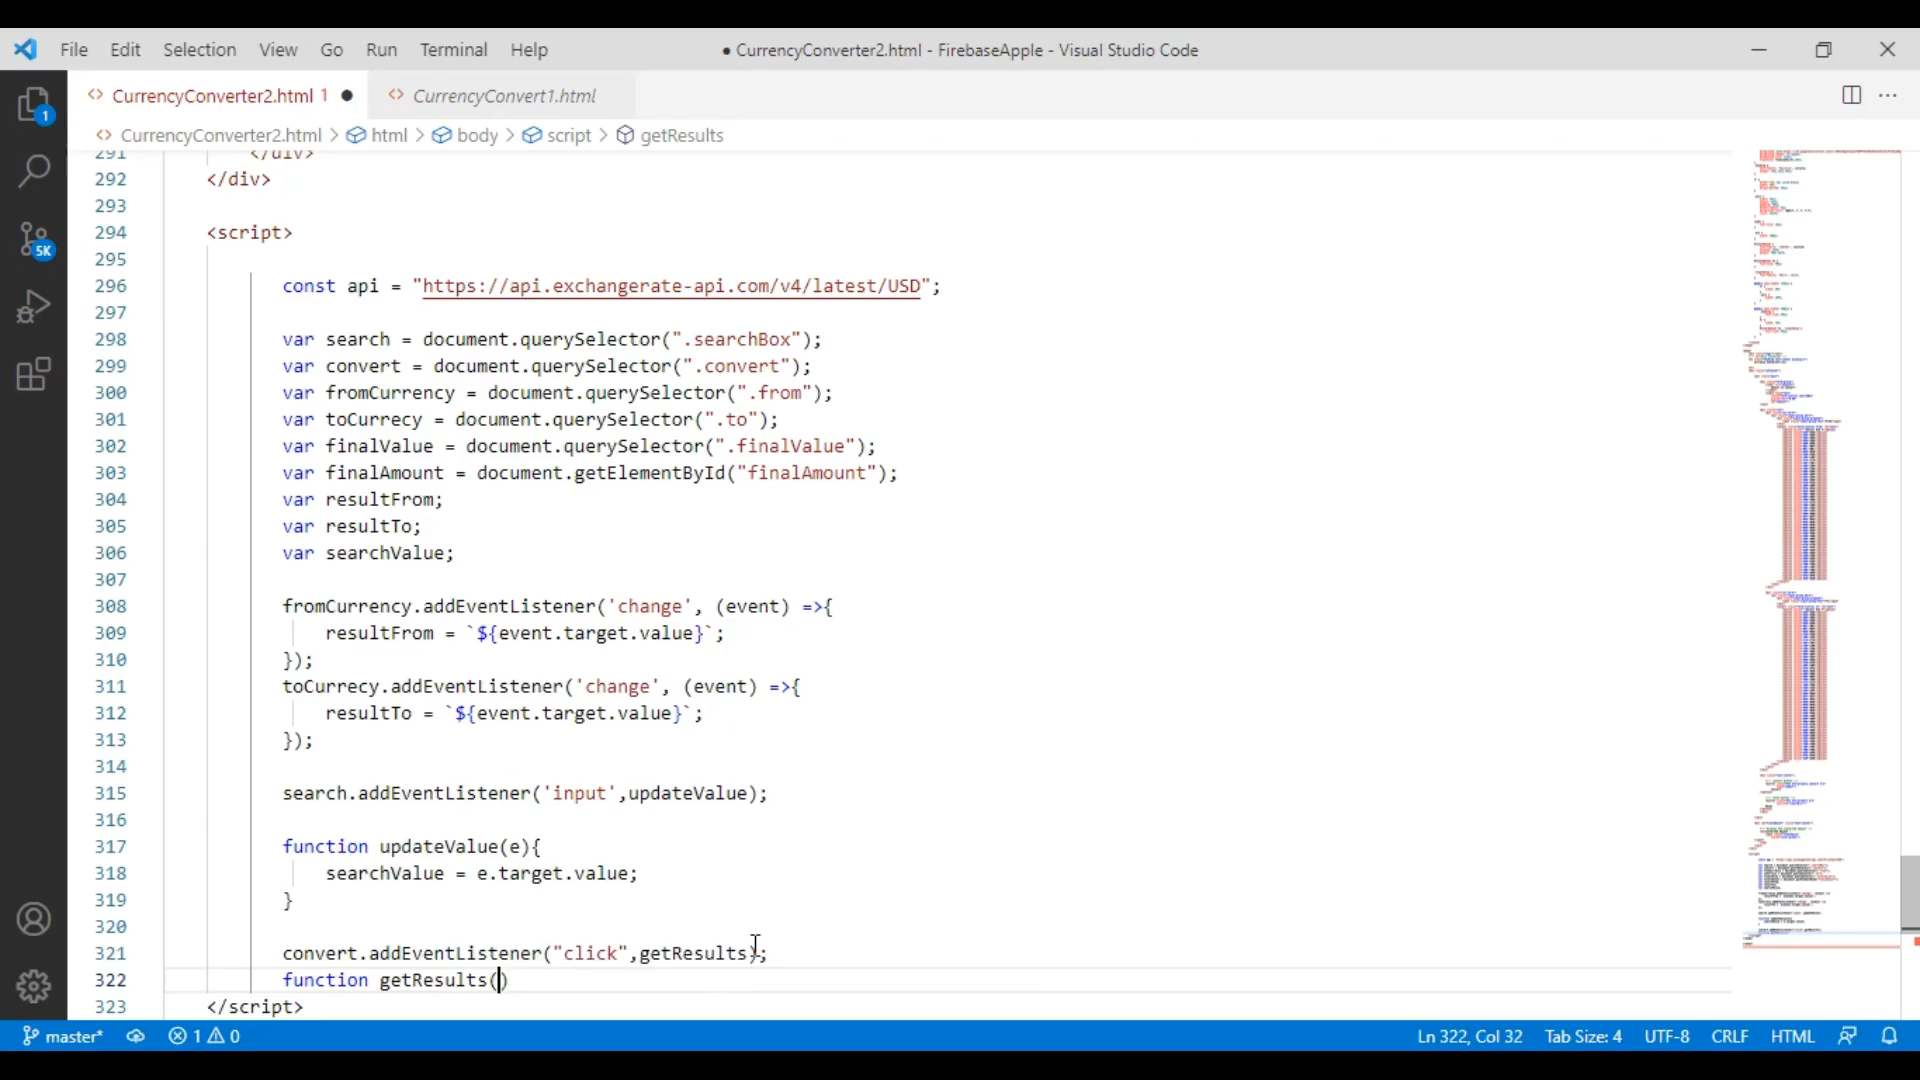 File Edit Selection View Go Run Terminal Help ● CurrencyConverter2.html - FirebaseApple - Visual Studio Code
<> CurrencyConverter2.html 1 ● <> CurrencyConvert1.html
<> CurrencyConverter2.html > html > body > script > getResults
1
5K
291 </div>
292 </div>
293
294 <script>
295
296 const api = "https://api.exchangerate-api.com/v4/latest/USD";
297
298 var search = document.querySelector(".searchBox");
299 var convert = document.querySelector(".convert");
300 var fromCurrency = document.querySelector(".from");
301 var toCurrecy = document.querySelector(".to");
302 var finalValue = document.querySelector(".finalValue");
303 var finalAmount = document.getElementById("finalAmount");
304 var resultFrom;
305 var resultTo;
306 var searchValue;
307
308 fromCurrency.addEventListener('change', (event) =>{
309 resultFrom = `${event.target.value}`;
310 });
311 toCurrecy.addEventListener('change', (event) =>{
312 resultTo = `${event.target.value}`;
313 });
314
315 search.addEventListener('input',updateValue);
316
317 function updateValue(e){
318 searchValue = e.target.value;
319 }
320
321 convert.addEventListener("click",getResults);
322 function getResults()
323 </script>
master* 1 0 Ln 322, Col 32 Tab Size: 4 UTF-8 CRLF HTML